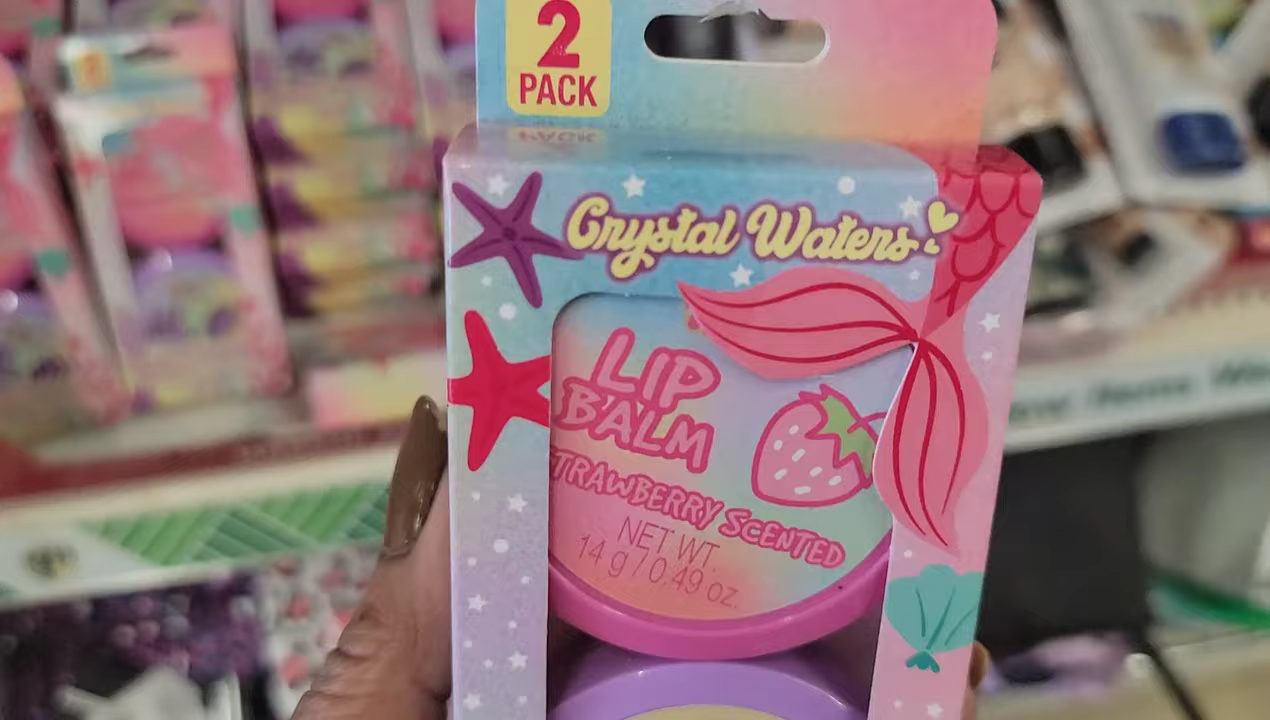 2
PACK
Crystal Waters
LIP
BALM
STRAWBERRY SCENTED
NET WT.
14 g / 0.49 oz.